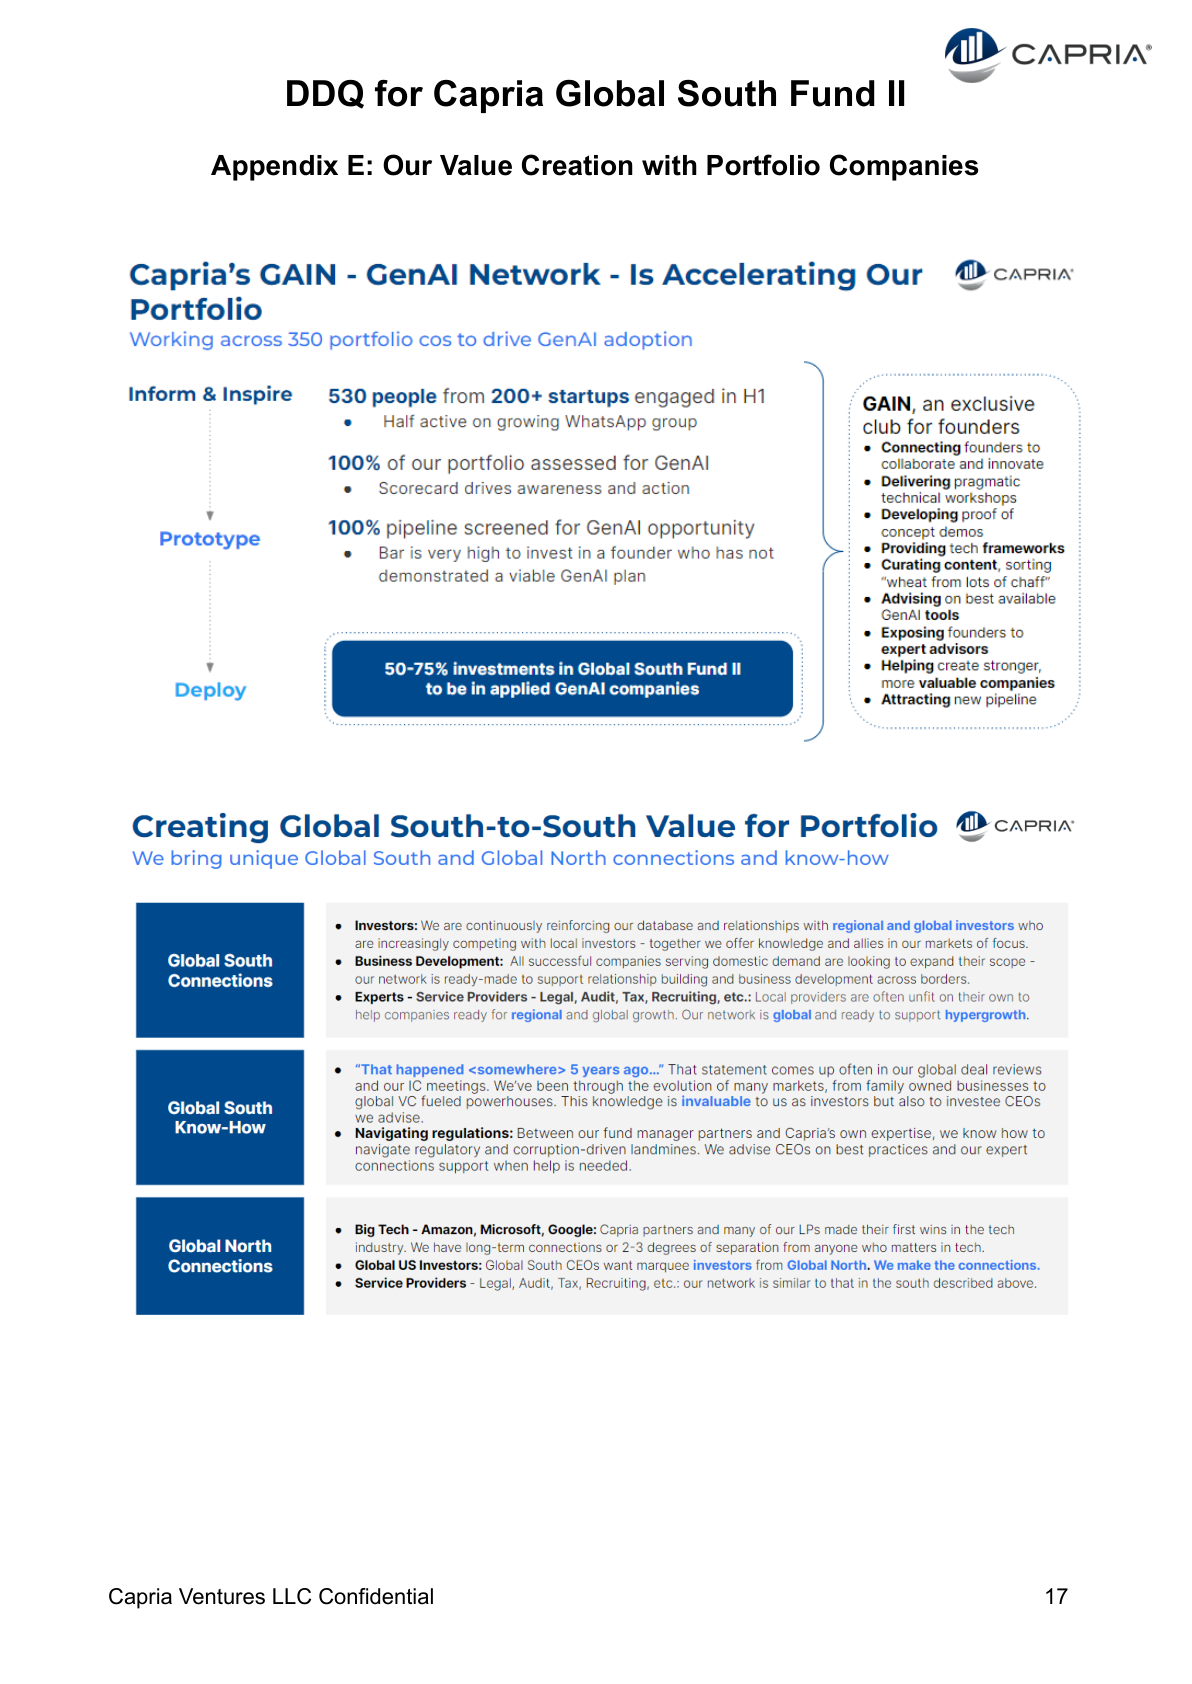 CAPRIA®
DDQ for Capria Global South Fund II
Appendix E: Our Value Creation with Portfolio Companies
Capria's GAIN - GenAI Network - Is Accelerating Our
Portfolio
CAPRIA
Working across 350 portfolio cos to drive GenAI adoption
Inform & Inspire
Prototype
Deploy
530 people from 200+ startups engaged in H1
● Half active on growing WhatsApp group
100% of our portfolio assessed for GenAI
● Scorecard drives awareness and action
100% pipeline screened for GenAI opportunity
● Bar is very high to invest in a founder who has not
demonstrated a viable GenAI plan
50-75% investments in Global South Fund II
to be in applied GenAI companies
GAIN, an exclusive
club for founders
● Connecting founders to
collaborate and innovate
● Delivering pragmatic
technical workshops
● Developing proof of
concept demos
● Providing tech frameworks
● Curating content, sorting
"wheat from lots of chaff"
● Advising on best available
GenAI tools
● Exposing founders to
expert advisors
● Helping create stronger,
more valuable companies
● Attracting new pipeline
Creating Global South-to-South Value for Portfolio
CAPRIA
We bring unique Global South and Global North connections and know-how
Global South
Connections
● Investors: We are continuously reinforcing our database and relationships with regional and global investors who
are increasingly competing with local investors - together we offer knowledge and allies in our markets of focus.
● Business Development: All successful companies serving domestic demand are looking to expand their scope -
our network is ready-made to support relationship building and business development across borders.
● Experts - Service Providers - Legal, Audit, Tax, Recruiting, etc.: Local providers are often unfit on their own to
help companies ready for regional and global growth. Our network is global and ready to support hypergrowth.
Global South
Know-How
● "That happened <somewhere> 5 years ago..." That statement comes up often in our global deal reviews
and our IC meetings. We've been through the evolution of many markets, from family owned businesses to
global VC fueled powerhouses. This knowledge is invaluable to us as investors but also to investee CEOs
we advise.
● Navigating regulations: Between our fund manager partners and Capria's own expertise, we know how to
navigate regulatory and corruption-driven landmines. We advise CEOs on best practices and our expert
connections support when help is needed.
Global North
Connections
● Big Tech - Amazon, Microsoft, Google: Capria partners and many of our LPs made their first wins in the tech
industry. We have long-term connections or 2-3 degrees of separation from anyone who matters in tech.
● Global US Investors: Global South CEOs want marquee investors from Global North. We make the connections.
● Service Providers - Legal, Audit, Tax, Recruiting, etc.: our network is similar to that in the south described above.
Capria Ventures LLC Confidential
17